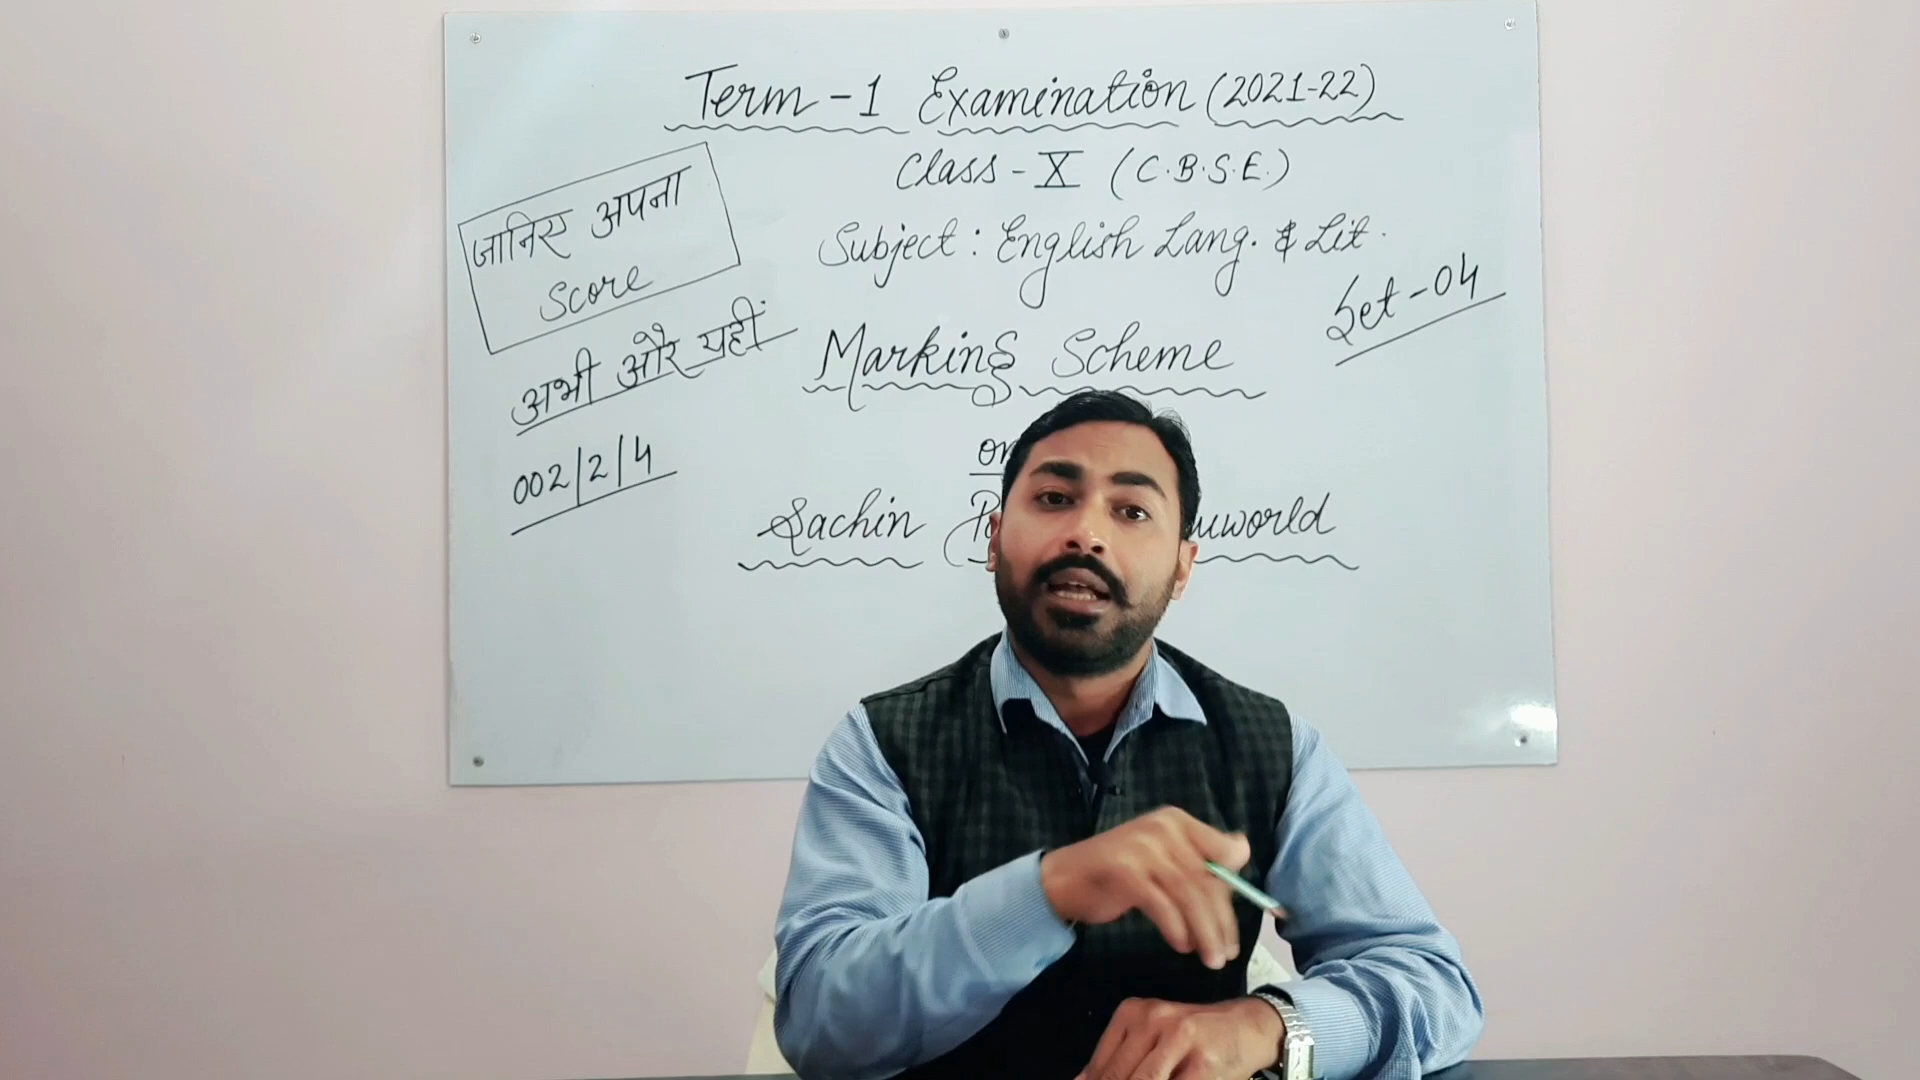 Term-1 Examination (2021-22)
Class-X (C.B.S.E.)
Subject: English Lang. & Lit.
Set-04
जानिए अपना
Score
अभी और यहीं
002/2/4
Marking Scheme
on
Sachin